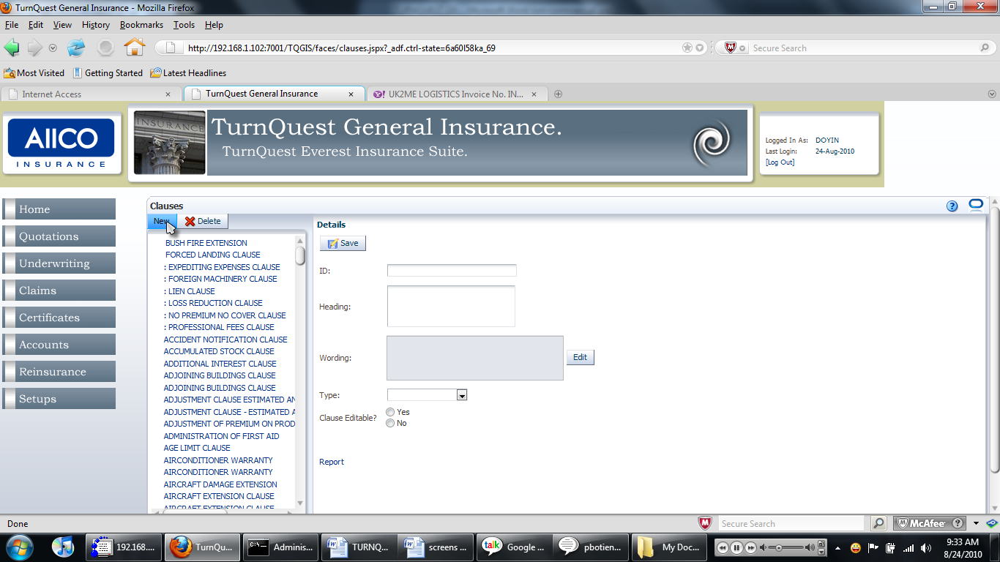 TurnQuest General Insurance - Mozilla Firefox
File Edit View History Bookmarks Tools Help
http://192.168.1.102:7001/TQGIS/faces/clauses.jspx?_adf.ctrl-state=6a60l58ka_69
Secure Search
Most Visited Getting Started Latest Headlines
Internet Access
TurnQuest General Insurance
UK2ME LOGISTICS Invoice No. IN...
AIICO
INSURANCE
INSURANCE
TurnQuest General Insurance.
TurnQuest Everest Insurance Suite.
Logged In As: DOYIN
Last Login: 24-Aug-2010
[Log Out]
Home
Quotations
Underwriting
Claims
Certificates
Accounts
Reinsurance
Setups
Clauses
New Delete
BUSH FIRE EXTENSION
FORCED LANDING CLAUSE
: EXPEDITING EXPENSES CLAUSE
: FOREIGN MACHINERY CLAUSE
: LIEN CLAUSE
: LOSS REDUCTION CLAUSE
: NO PREMIUM NO COVER CLAUSE
: PROFESSIONAL FEES CLAUSE
ACCIDENT NOTIFICATION CLAUSE
ACCUMULATED STOCK CLAUSE
ADDITIONAL INTEREST CLAUSE
ADJOINING BUILDINGS CLAUSE
ADJOINING BUILDINGS CLAUSE
ADJUSTMENT CLAUSE ESTIMATED AN
ADJUSTMENT CLAUSE - ESTIMATED A
ADJUSTMENT OF PREMIUM ON PROD
ADMINISTRATION OF FIRST AID
AGE LIMIT CLAUSE
AIRCONDITIONER WARRANTY
AIRCONDITIONER WARRANTY
AIRCRAFT DAMAGE EXTENSION
AIRCRAFT EXTENSION CLAUSE
AIRCRAFT EXTENSION CLAUSE
Details
Save
ID:
Heading:
Wording:
Edit
Type:
Clause Editable?
Yes
No
Report
Done
Secure Search
McAfee
192.168....
TurnQu...
Adminis...
TURNQ...
screens ...
talk
Google ...
pbotien...
My Doc...
9:33 AM
8/24/2010